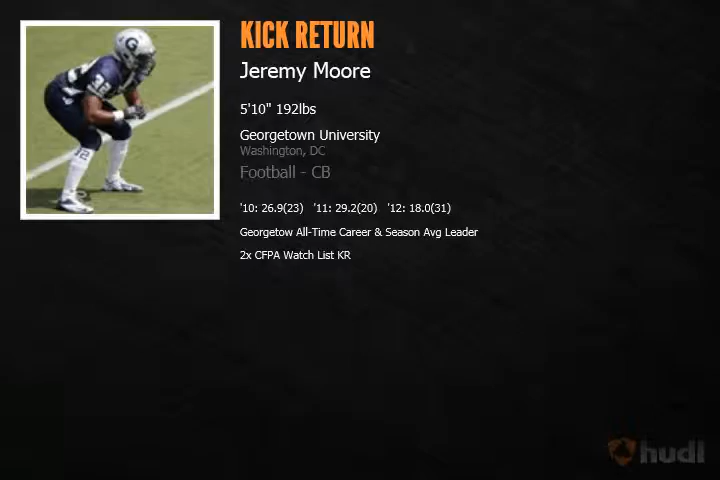 KICK RETURN
Jeremy Moore
5'10" 192lbs
Georgetown University
Washington, DC
Football - CB
'10: 26.9(23) '11: 29.2(20) '12: 18.0(31)
Georgetow All-Time Career & Season Avg Leader
2x CFPA Watch List KR
G
32
hudl